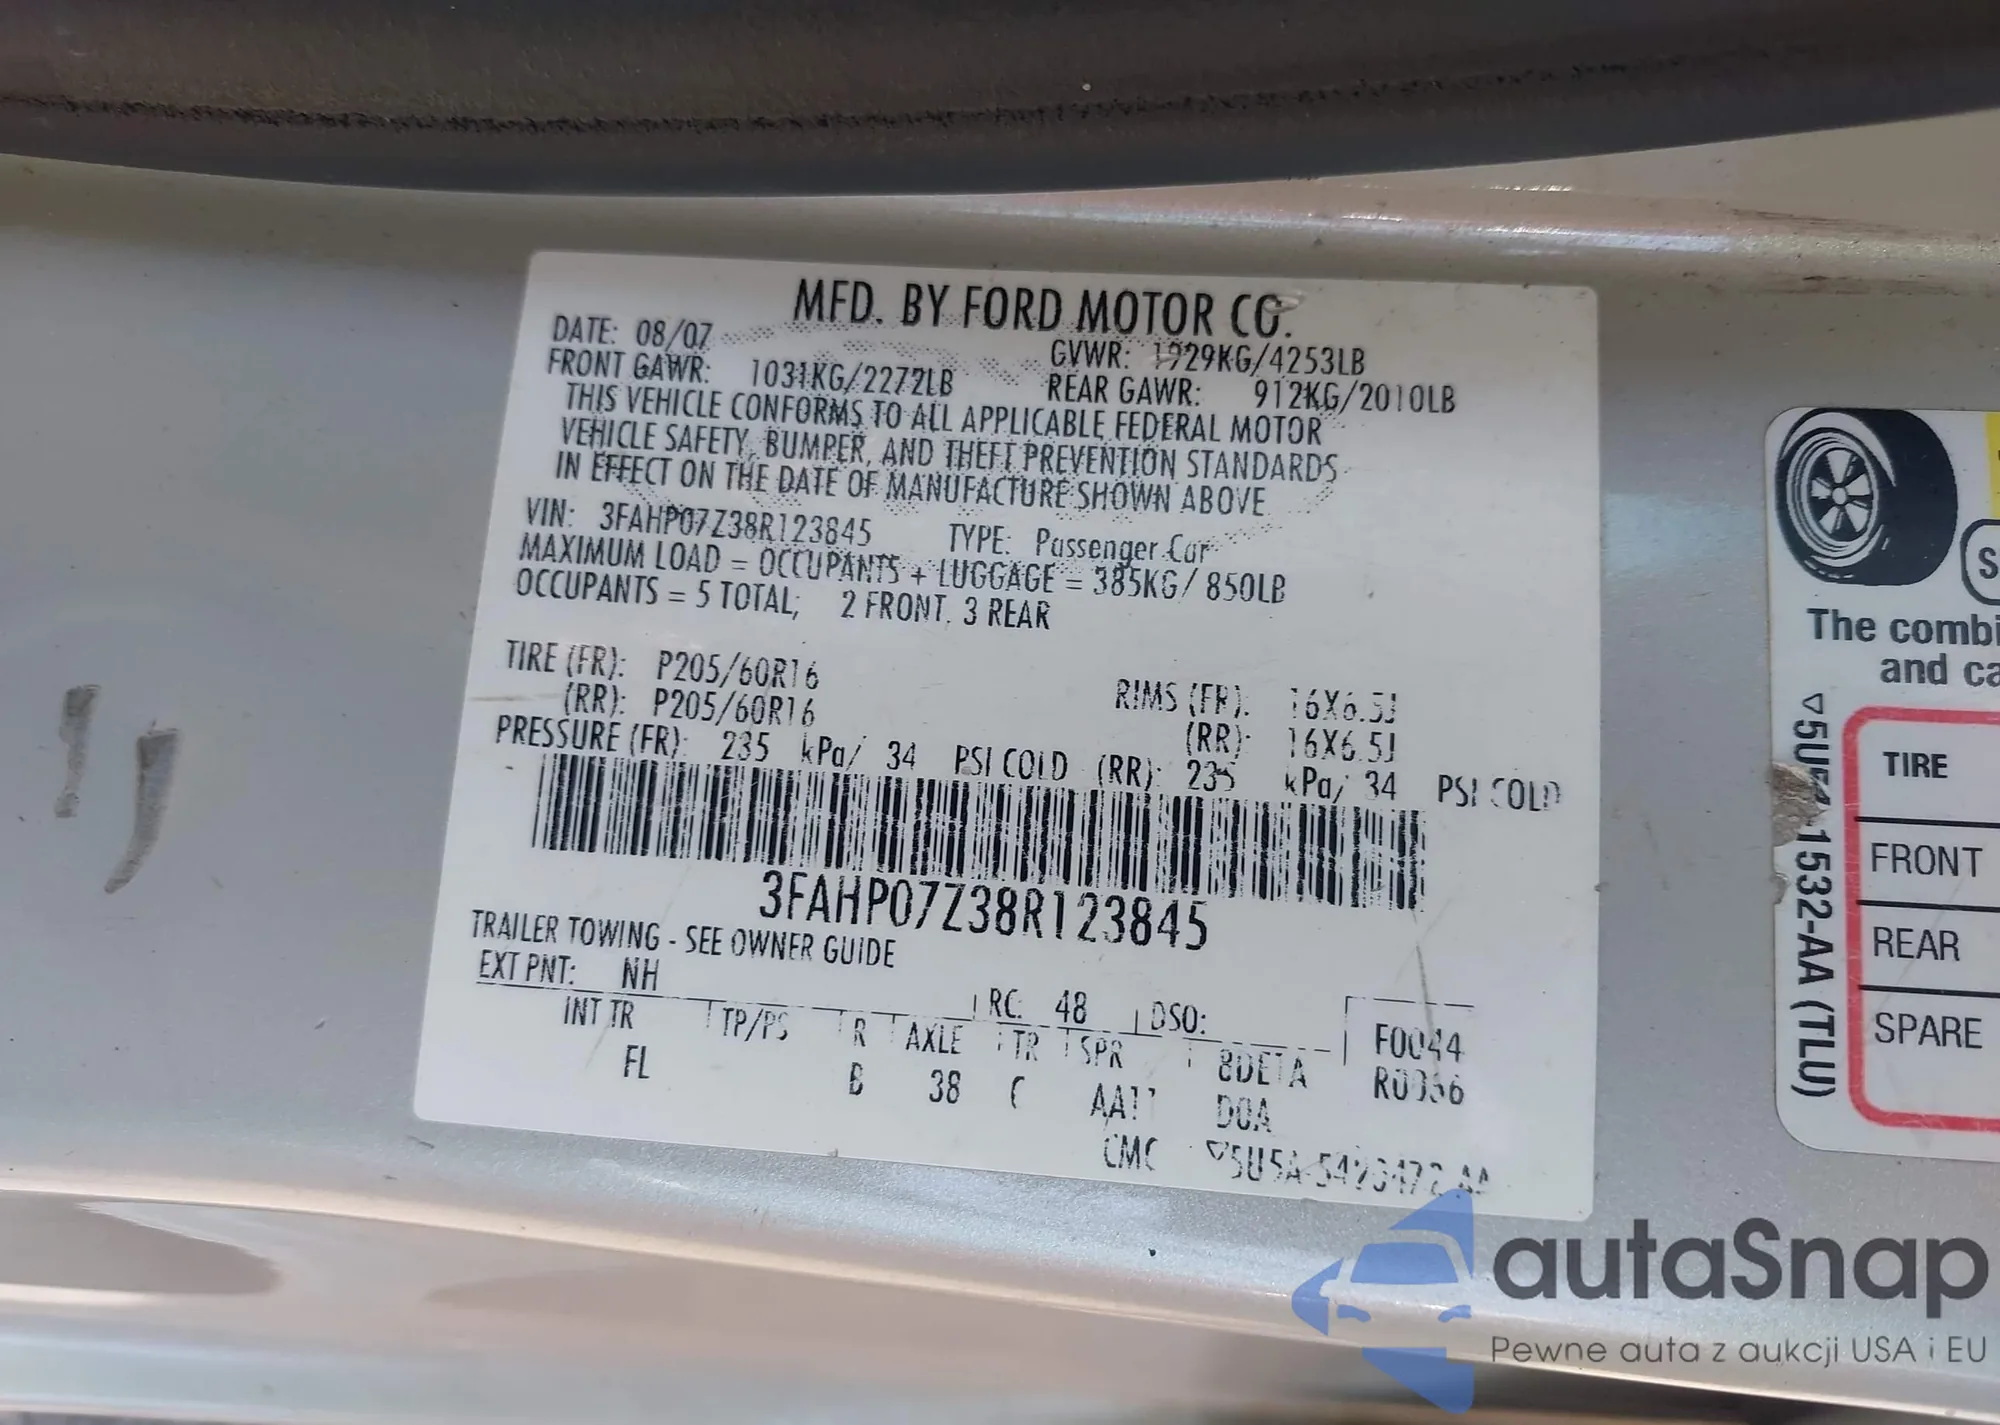 MFD. BY FORD MOTOR CO.
DATE: 08/07
GVWR: 1929KG/4253LB
FRONT GAWR: 1031KG/2272LB
REAR GAWR: 912KG/2010LB
THIS VEHICLE CONFORMS TO ALL APPLICABLE FEDERAL MOTOR
VEHICLE SAFETY, BUMPER, AND THEFT PREVENTION STANDARDS
IN EFFECT ON THE DATE OF MANUFACTURE SHOWN ABOVE
VIN: 3FAHP07Z38R123845 TYPE: Passenger Car
MAXIMUM LOAD = OCCUPANTS + LUGGAGE = 385KG/ 850LB
OCCUPANTS = 5 TOTAL; 2 FRONT, 3 REAR
TIRE (FR): P205/60R16 RIMS (FR): 16X6.5J
(RR): P205/60R16 (RR): 16X6.5J
PRESSURE (FR): 235 kPa/ 34 PSI COLD (RR): 235 kPa/ 34 PSI COLD
3FAHP07Z38R123845
TRAILER TOWING - SEE OWNER GUIDE
EXT PNT: NH RC: 48 DSO:
INT TR TP/PS R AXLE TR SPR 8DETA F0044
FL B 38 C D0A
CMC
The combi
and ca
TIRE
FRONT
REAR
SPARE
1532-AA (TLU)
autaSnap
Pewne auta z aukcji USA i EU